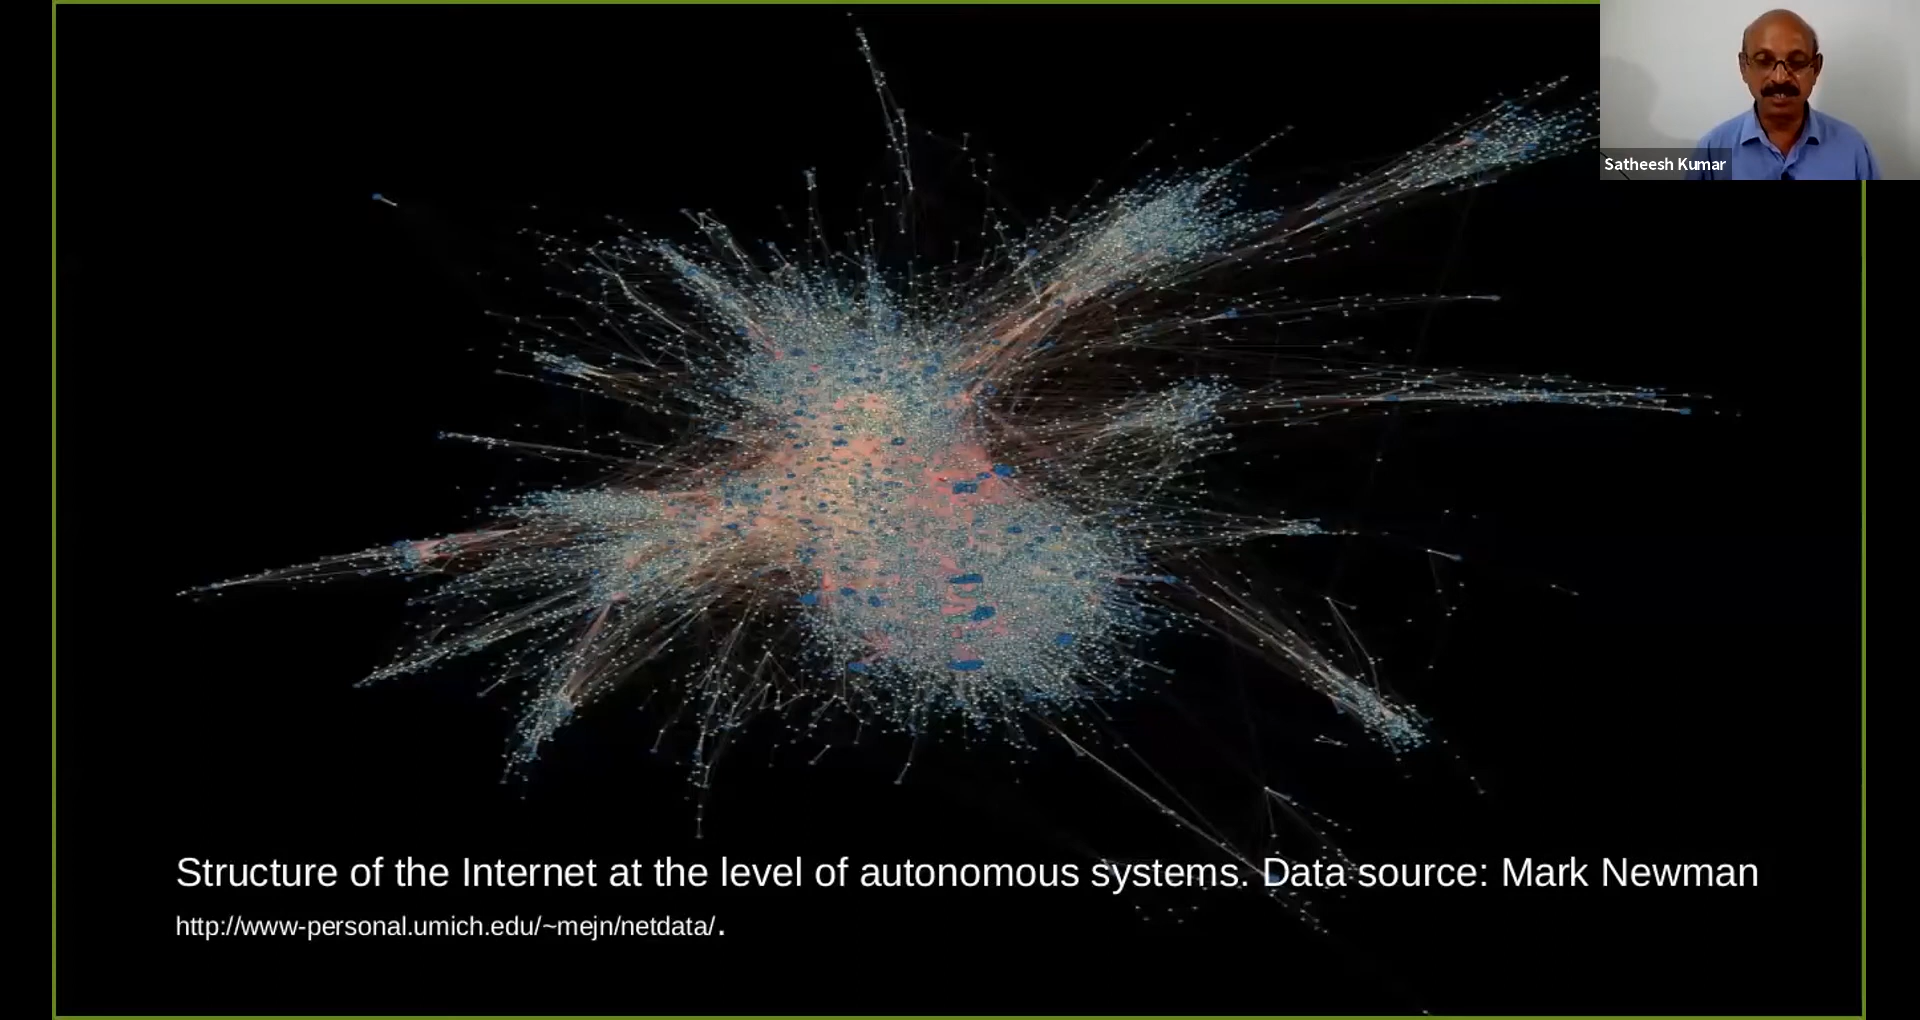 Satheesh Kumar
Structure of the Internet at the level of autonomous systems. Data source: Mark Newman
http://www-personal.umich.edu/~mejn/netdata/.